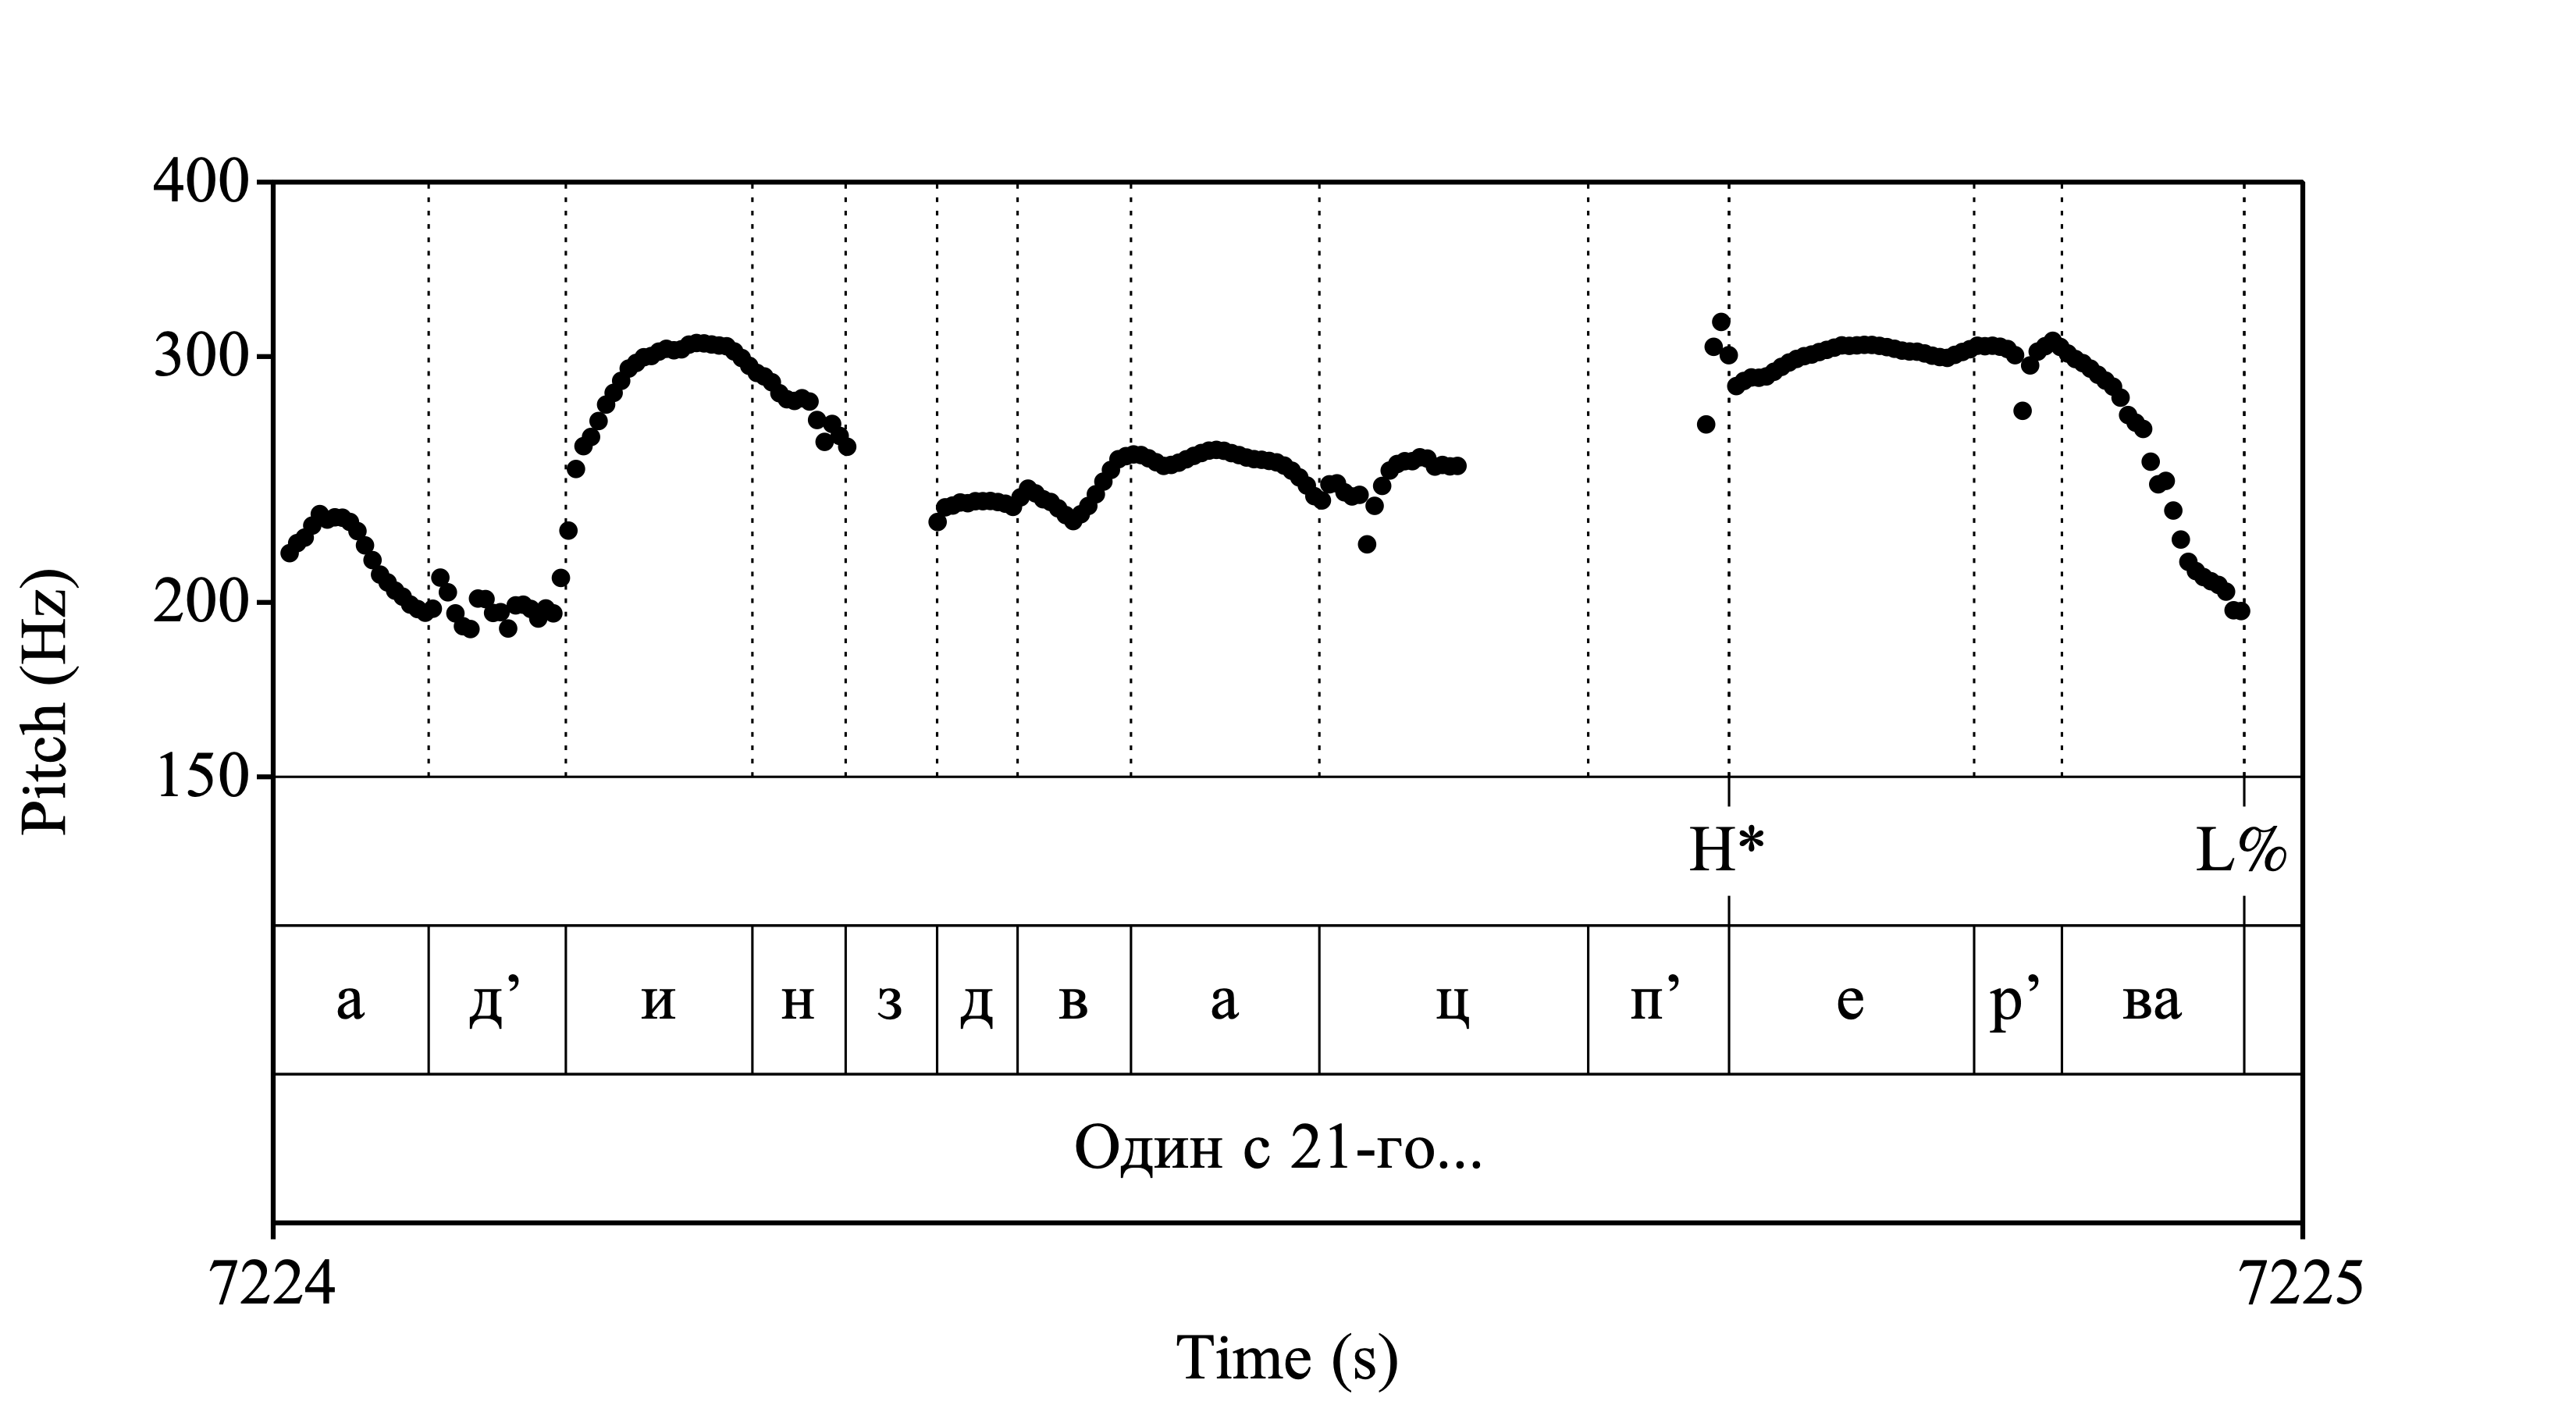 400
300
200
150
Pitch (Hz)
H* L%
а д’ и н з д в а ц п’ е р’ ва
Один с 21-го...
7224 7225
Time (s)